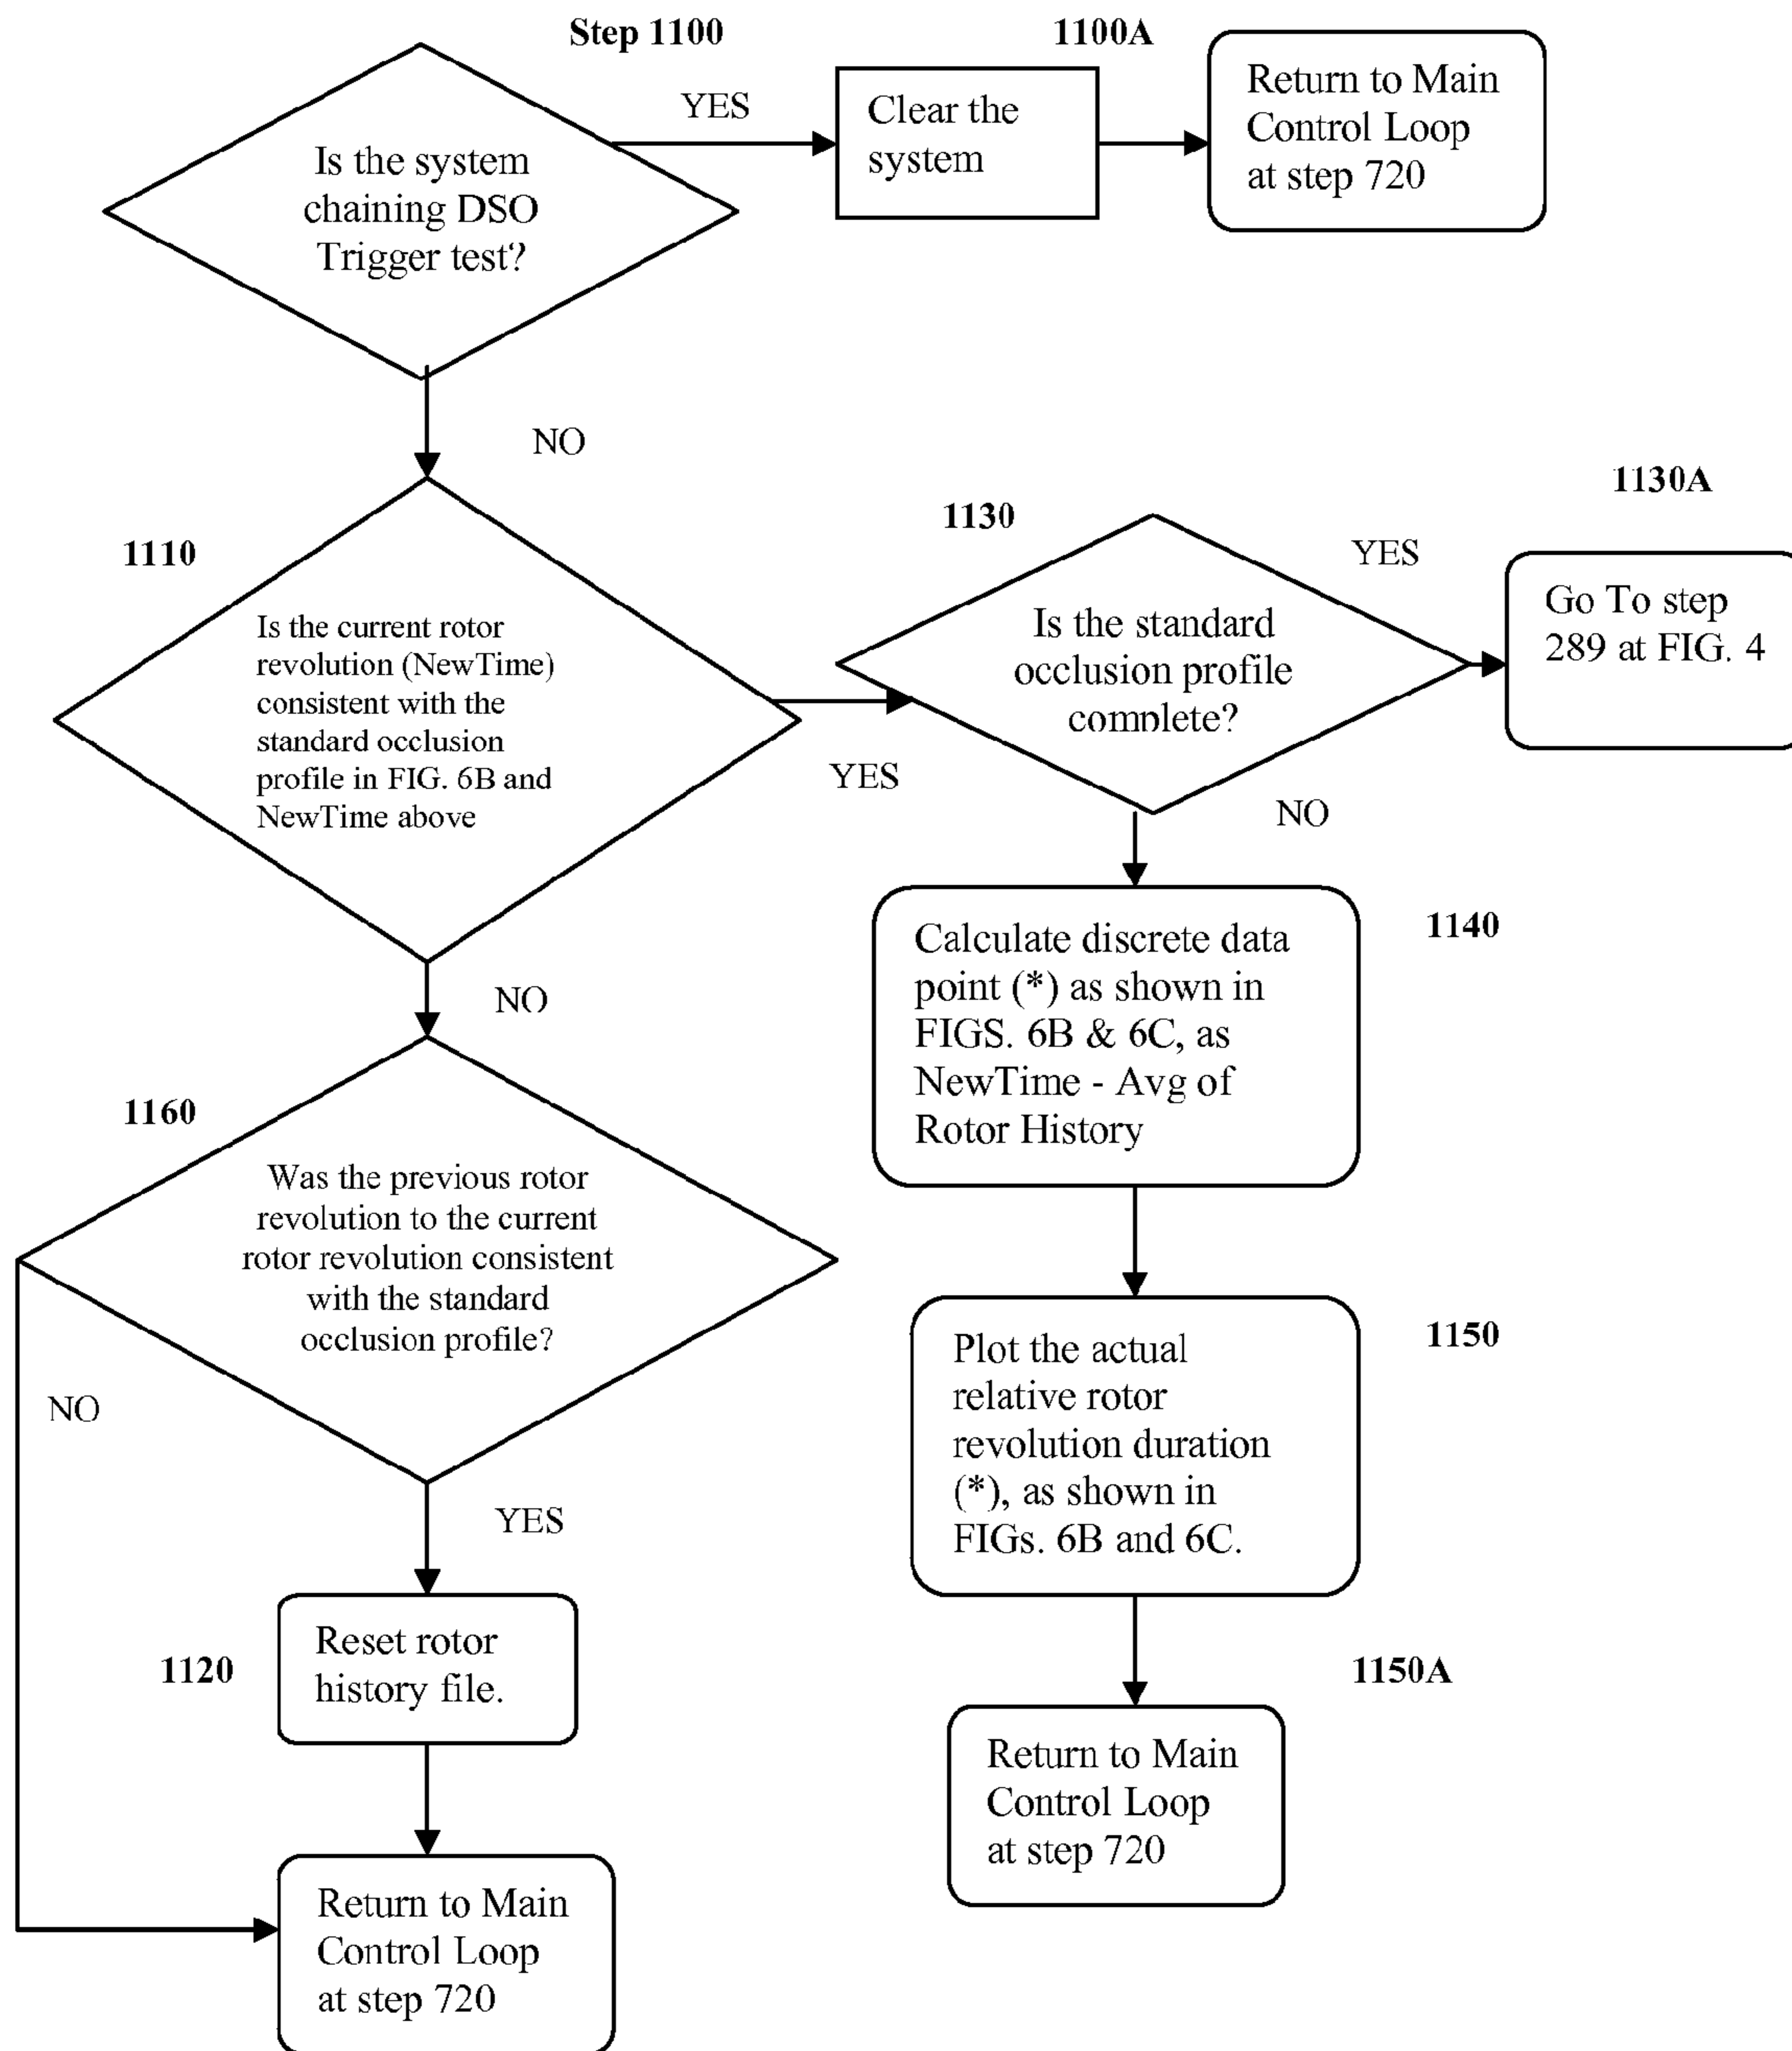 Step 1100
1100A
Is the system
chaining DSO
Trigger test?
YES
Clear the
system
Return to Main
Control Loop
at step 720
NO
1110
Is the current rotor
revolution (NewTime)
consistent with the
standard occlusion
profile in FIG. 6B and
NewTime above
YES
1130
Is the standard
occlusion profile
complete?
YES
1130A
Go To step
289 at FIG. 4
NO
1140
Calculate discrete data
point (*) as shown in
FIGS. 6B & 6C, as
NewTime - Avg of
Rotor History
NO
1160
Was the previous rotor
revolution to the current
rotor revolution consistent
with the standard
occlusion profile?
NO
YES
1150
Plot the actual
relative rotor
revolution duration
(*), as shown in
FIGs. 6B and 6C.
1120
Reset rotor
history file.
1150A
Return to Main
Control Loop
at step 720
Return to Main
Control Loop
at step 720